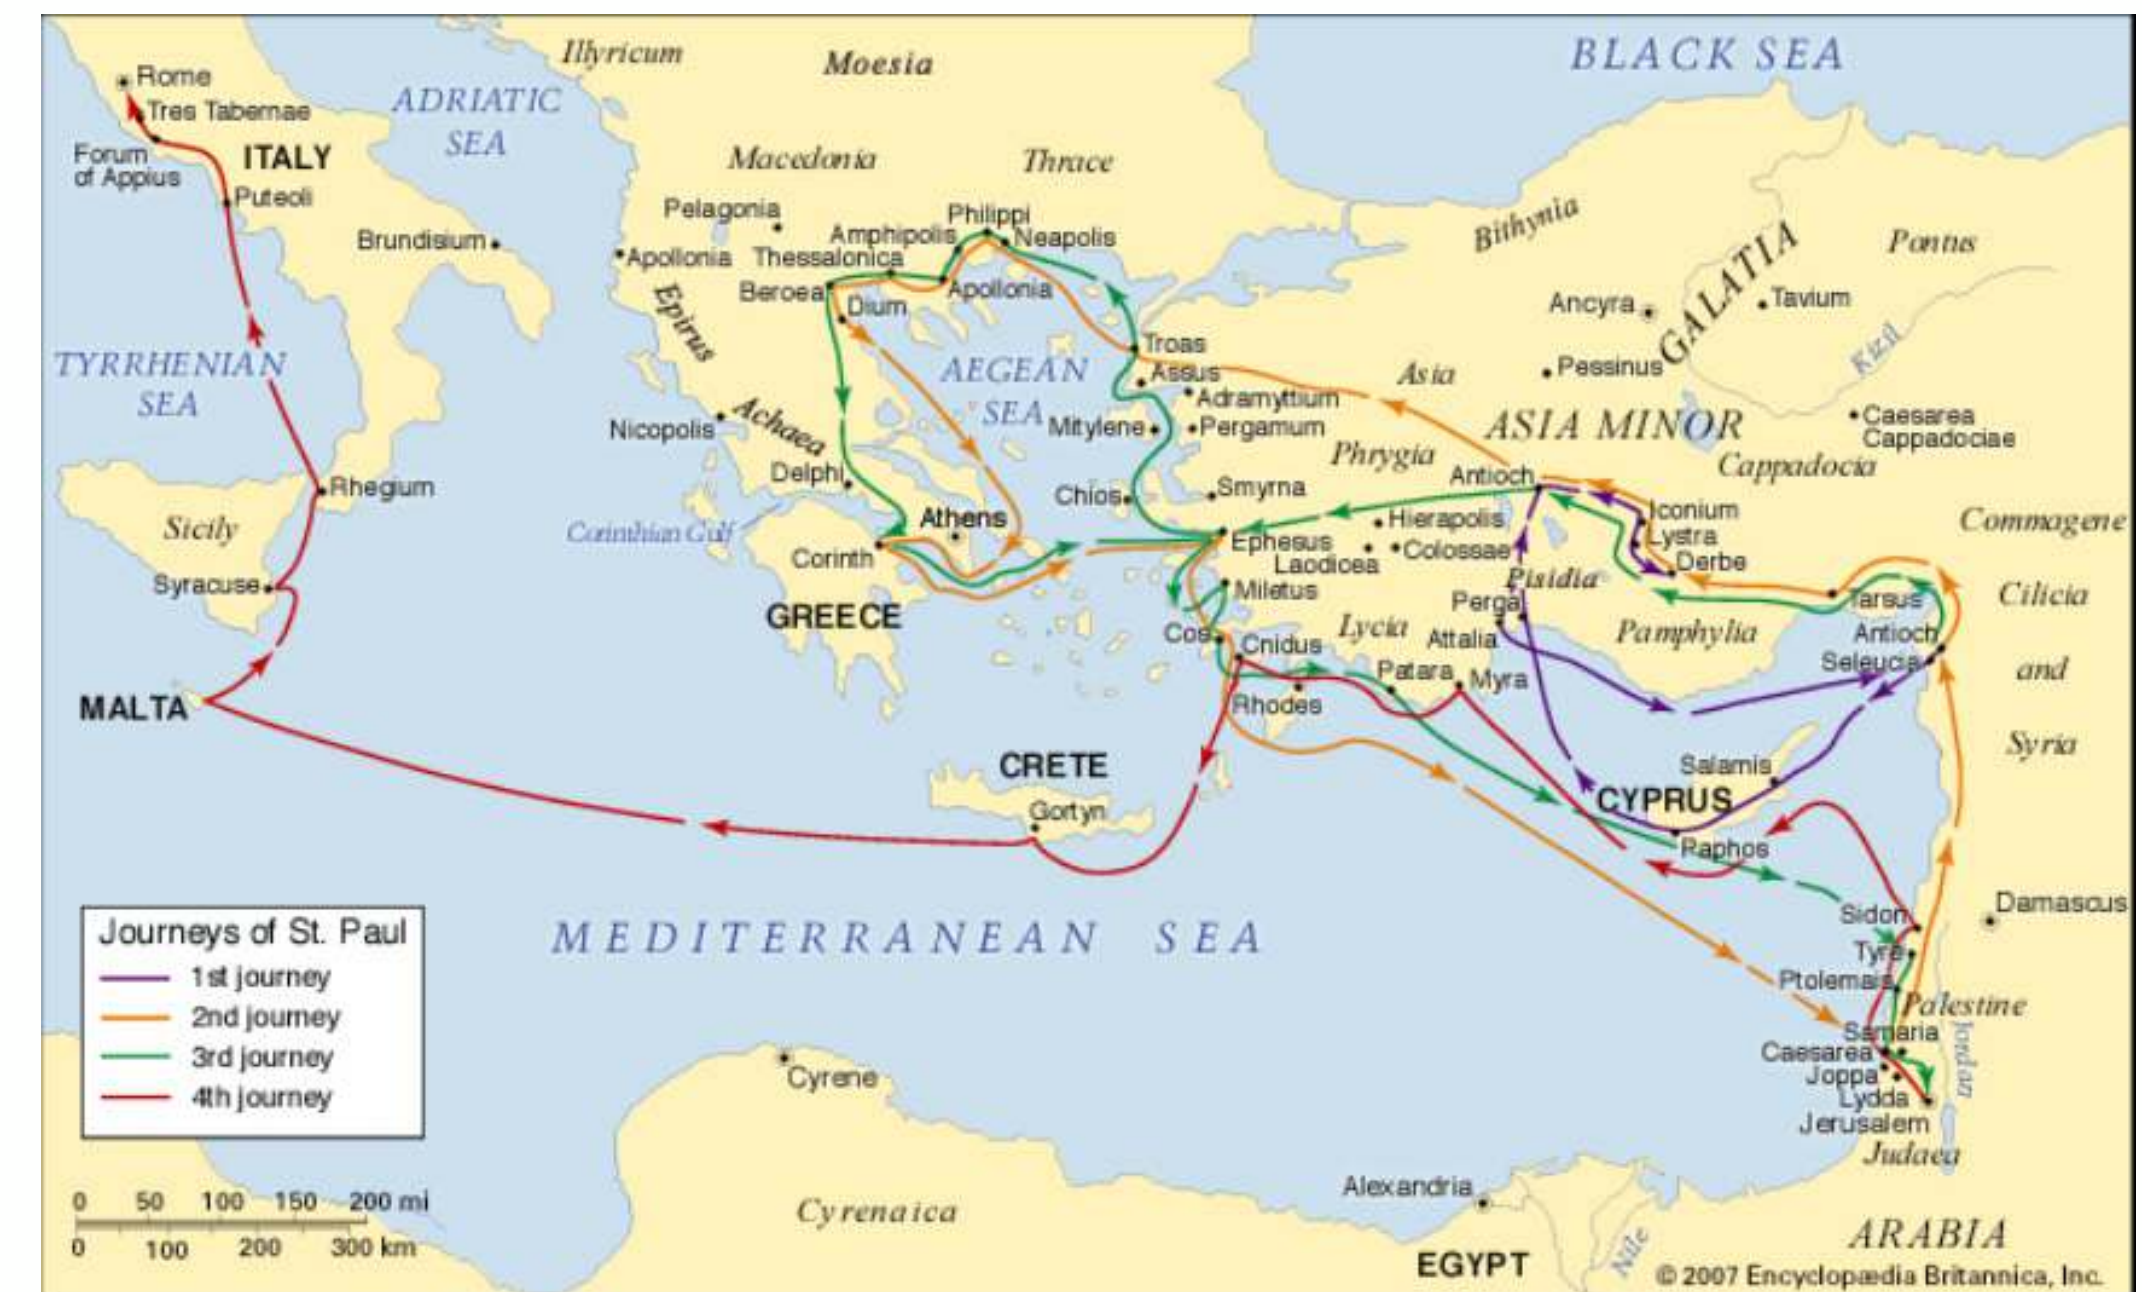 Illyricum
Moesia
BLACK SEA
Rome
Tres Tabernae
ADRIATIC
SEA
Forum
of Appius
ITALY
Macedonia
Thrace
Puteoli
Pelagonia
Philippi
Bithynia
GALATIA
Pontus
Brundisium
Amphipolis
Neapolis
Apollonia
Thessalonica
Beroea
Apollonia
Dium
Epirus
Ancyra
Tavium
Kizil
TYRRHENIAN
SEA
AEGEAN
SEA
Troas
Assus
Asia
Pessinus
Adramyttium
Achaea
Nicopolis
Mitylene
Pergamum
ASIA MINOR
Caesarea
Cappadociae
Phrygia
Cappadocia
Delphi
Antioch
Rhegium
Chios
Smyrna
Sicily
Corinthian Gulf
Athens
Hierapolis
Iconium
Commagene
Corinth
Ephesus
Laodicea
Colossae
Lystra
Derbe
Syracuse
Miletus
Pisidia
Tarsus
Cilicia
GREECE
Perga
Cos
Lycia
Attalia
Pamphylia
Antioch
Cnidus
Seleucia
and
Patara
Myra
MALTA
Rhodes
Syria
CRETE
Salamis
CYPRUS
Gortyn
Raphos
Sidon
Damascus
MEDITERRANEAN SEA
Tyre
Ptolemais
Palestine
Samaria
Caesarea
Jordan
Joppa
Lydda
Jerusalem
Judaea
Journeys of St. Paul
1st journey
2nd journey
3rd journey
4th journey
Cyrene
Cyrenaica
Alexandria
EGYPT
Nile
ARABIA
0 50 100 150 200 mi
0 100 200 300 km
© 2007 Encyclopædia Britannica, Inc.